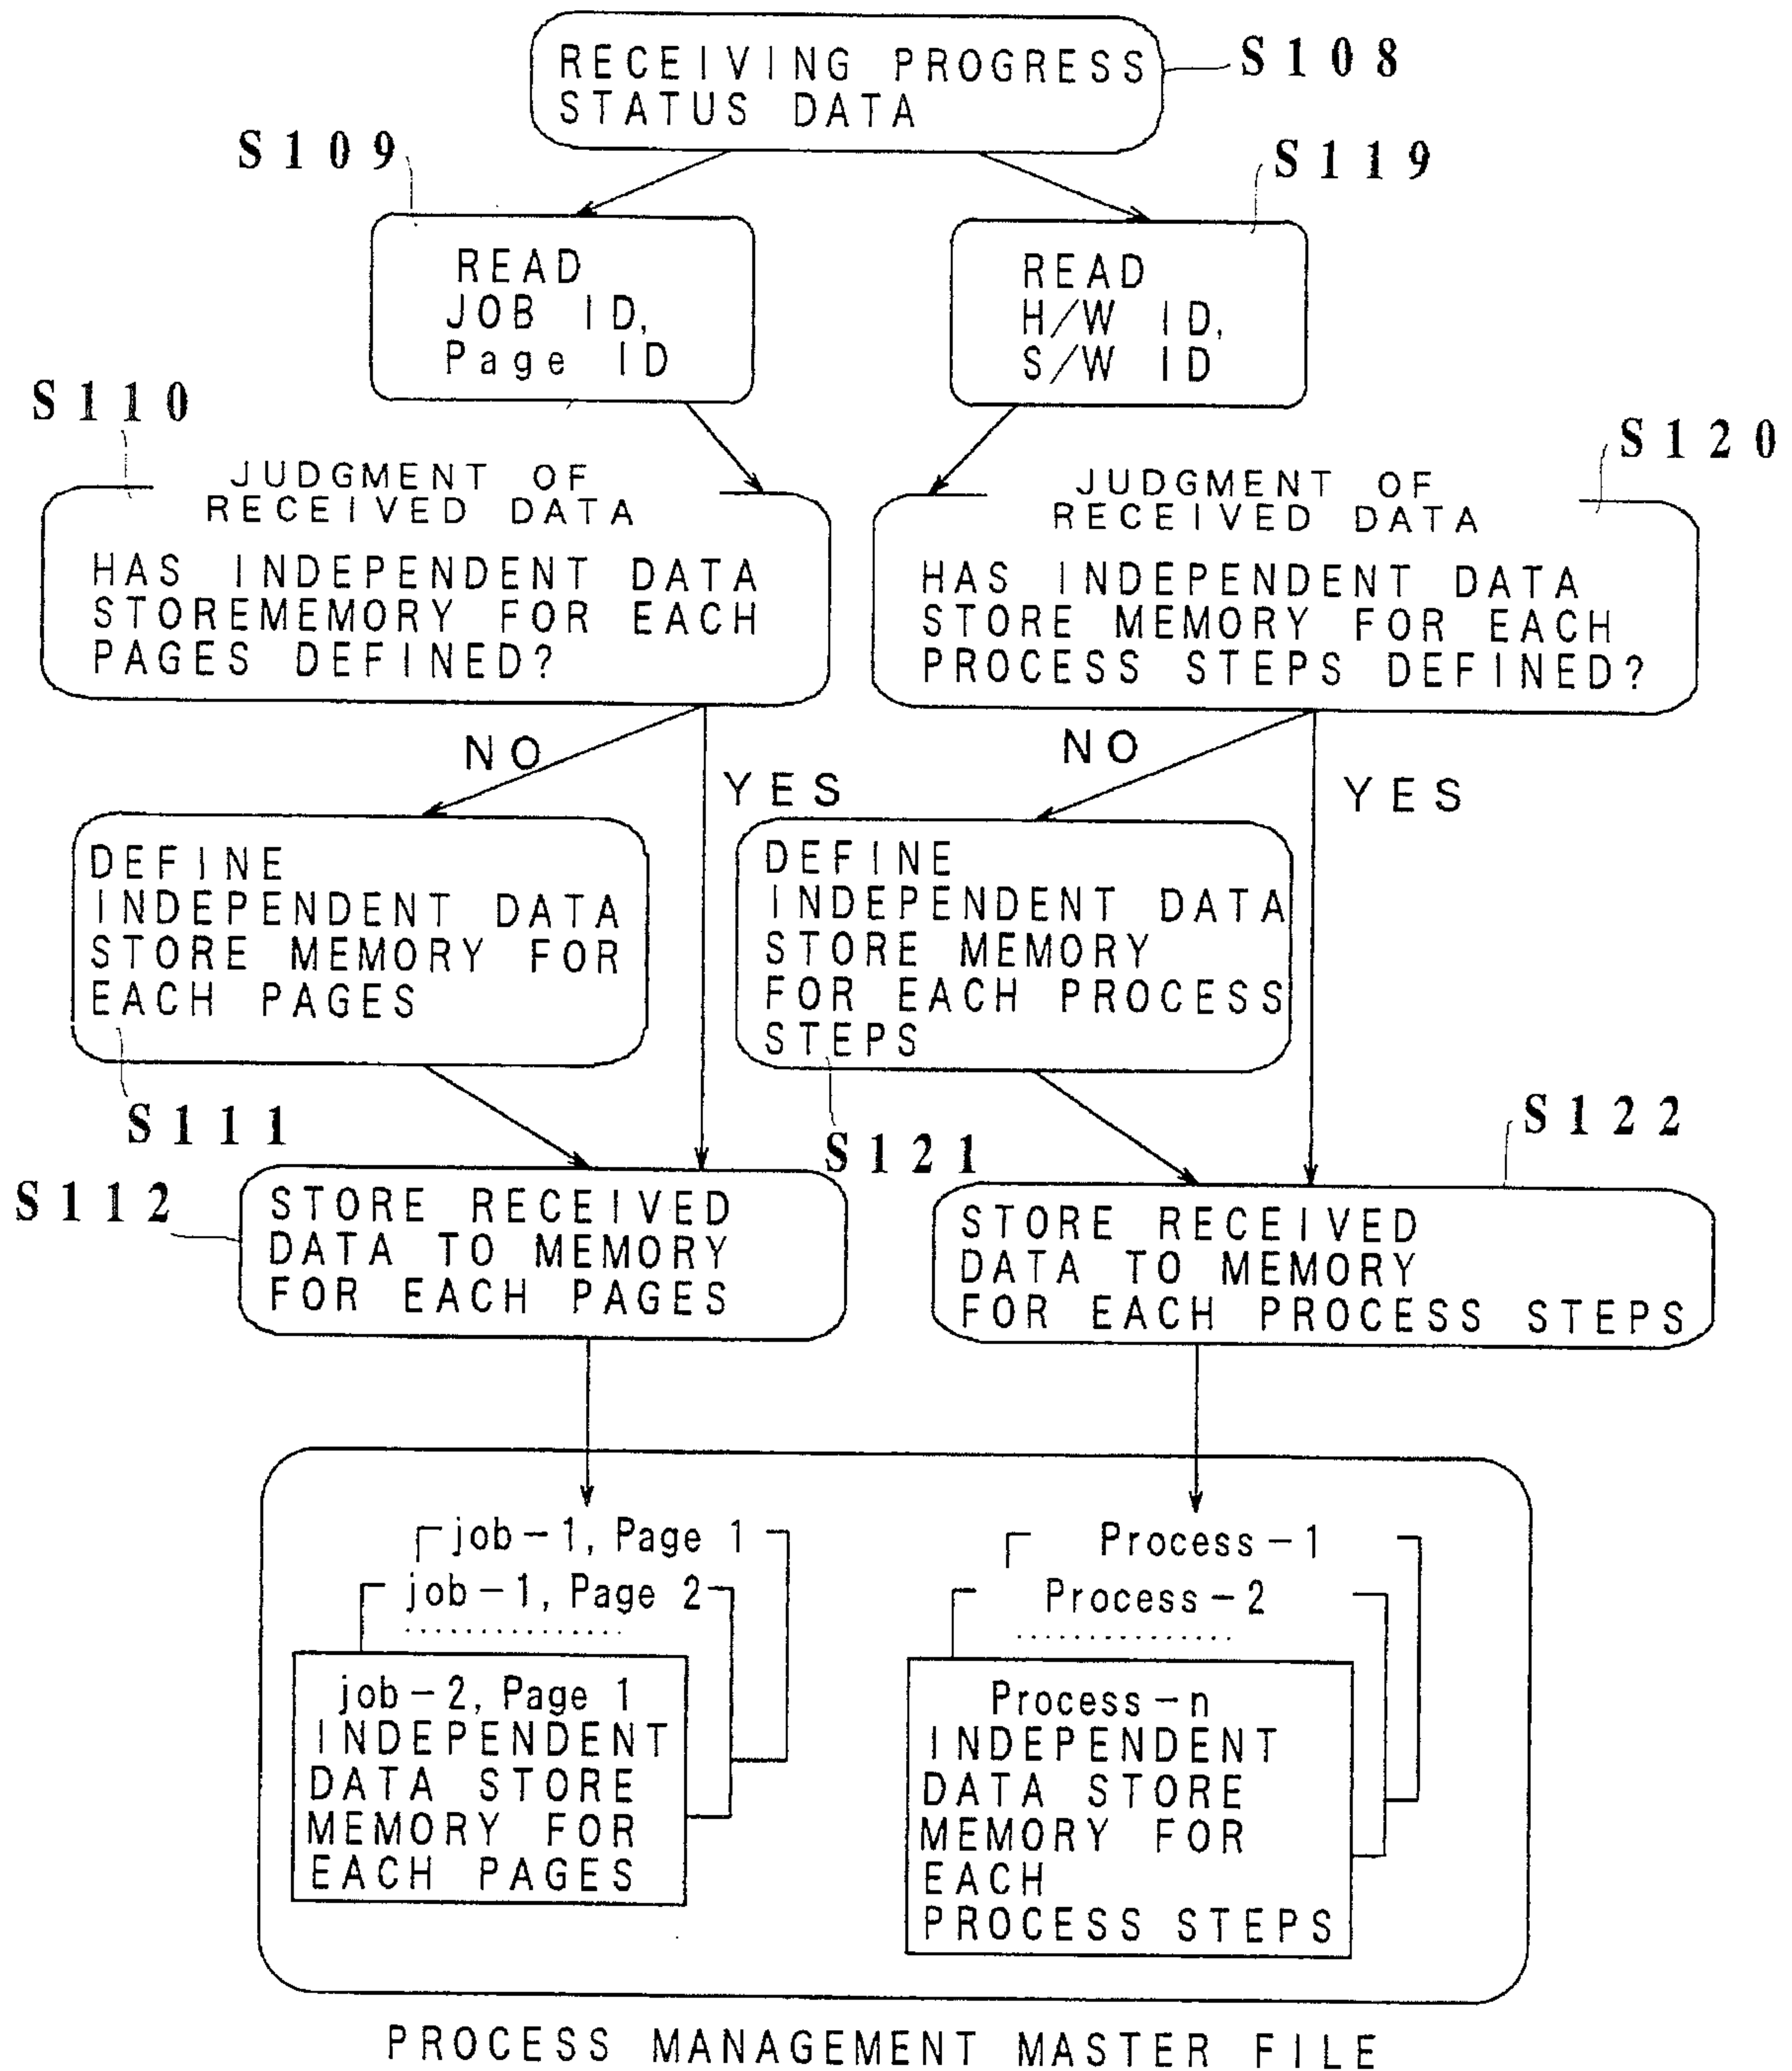 RECEIVING PROGRESS
STATUS DATA
S108
S109
S119
READ
JOB ID,
Page ID
READ
H/W ID,
S/W ID
S110
S120
JUDGMENT OF
RECEIVED DATA
HAS INDEPENDENT DATA
STOREMEMORY FOR EACH
PAGES DEFINED?
JUDGMENT OF
RECEIVED DATA
HAS INDEPENDENT DATA
STORE MEMORY FOR EACH
PROCESS STEPS DEFINED?
NO
YES
NO
YES
DEFINE
INDEPENDENT DATA
STORE MEMORY FOR
EACH PAGES
S111
DEFINE
INDEPENDENT DATA
STORE MEMORY
FOR EACH PROCESS
STEPS
S121
S112
STORE RECEIVED
DATA TO MEMORY
FOR EACH PAGES
S122
STORE RECEIVED
DATA TO MEMORY
FOR EACH PROCESS STEPS
job-1, Page 1
job-1, Page 2
...............
job-2, Page 1
INDEPENDENT
DATA STORE
MEMORY FOR
EACH PAGES
Process-1
Process-2
...............
Process-n
INDEPENDENT
DATA STORE
MEMORY FOR
EACH
PROCESS STEPS
PROCESS MANAGEMENT MASTER FILE